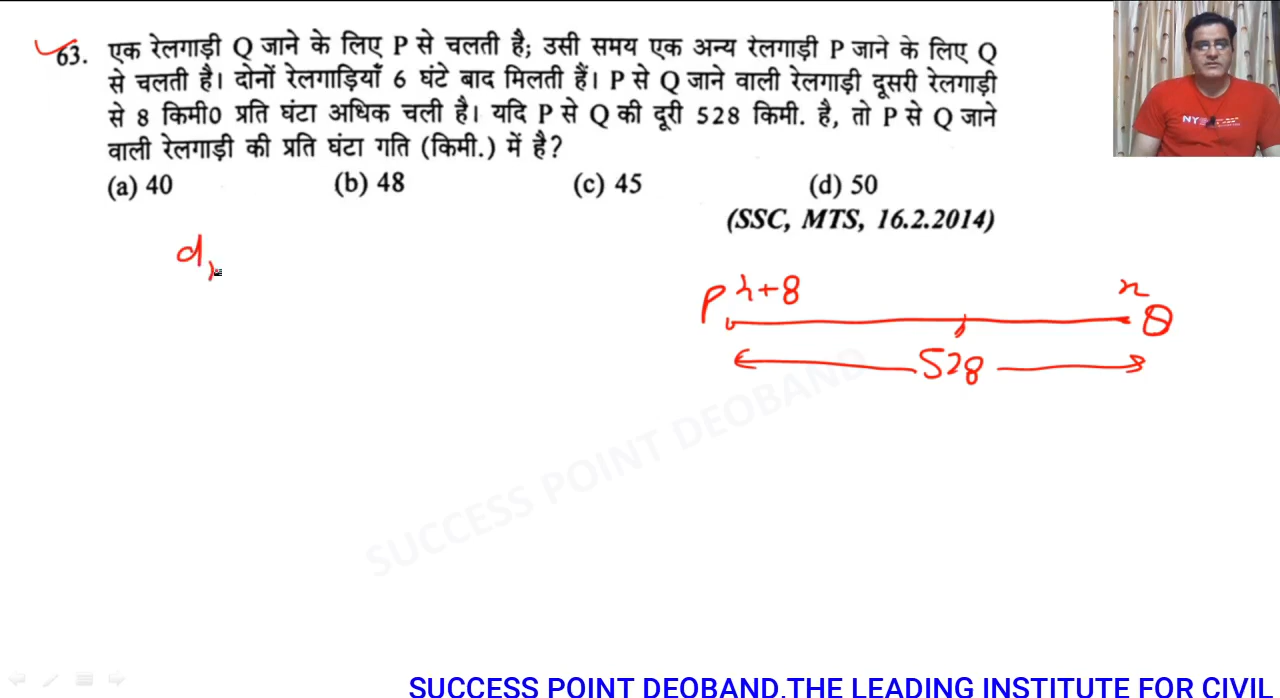 63. एक रेलगाड़ी Q जाने के लिए P से चलती है; उसी समय एक अन्य रेलगाड़ी P जाने के लिए Q
से चलती है। दोनों रेलगाड़ियाँ 6 घंटे बाद मिलती हैं। P से Q जाने वाली रेलगाड़ी दूसरी रेलगाड़ी
से 8 किमी0 प्रति घंटा अधिक चली है। यदि P से Q की दूरी 528 किमी. है, तो P से Q जाने
वाली रेलगाड़ी की प्रति घंटा गति (किमी.) में है?
(a) 40 (b) 48 (c) 45 (d) 50
(SSC, MTS, 16.2.2014)
d
P x+8 x Q
528
SUCCESS POINT DEOBAND
SUCCESS POINT DEOBAND,THE LEADING INSTITUTE FOR CIVIL